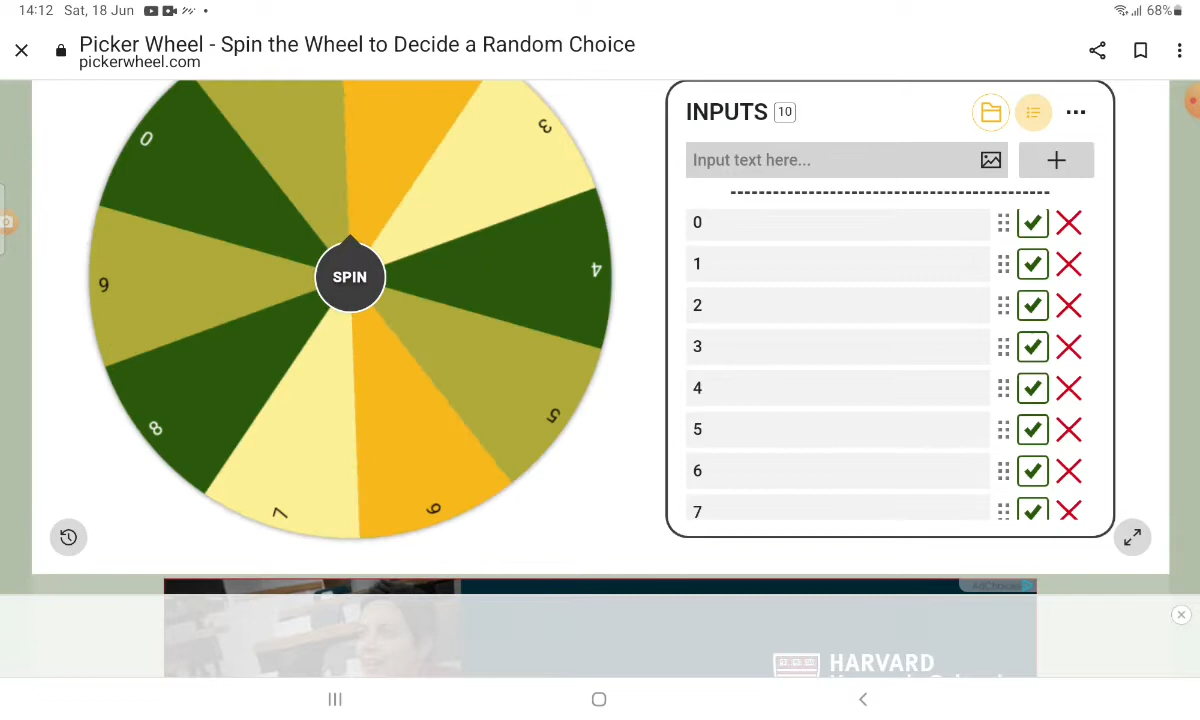 14:12 Sat, 18 Jun
68%
Picker Wheel - Spin the Wheel to Decide a Random Choice
pickerwheel.com
INPUTS 10
Input text here...
0
1
2
3
4
5
6
7
3
0
4
9
SPIN
5
8
7
6
AdChoices
HARVARD